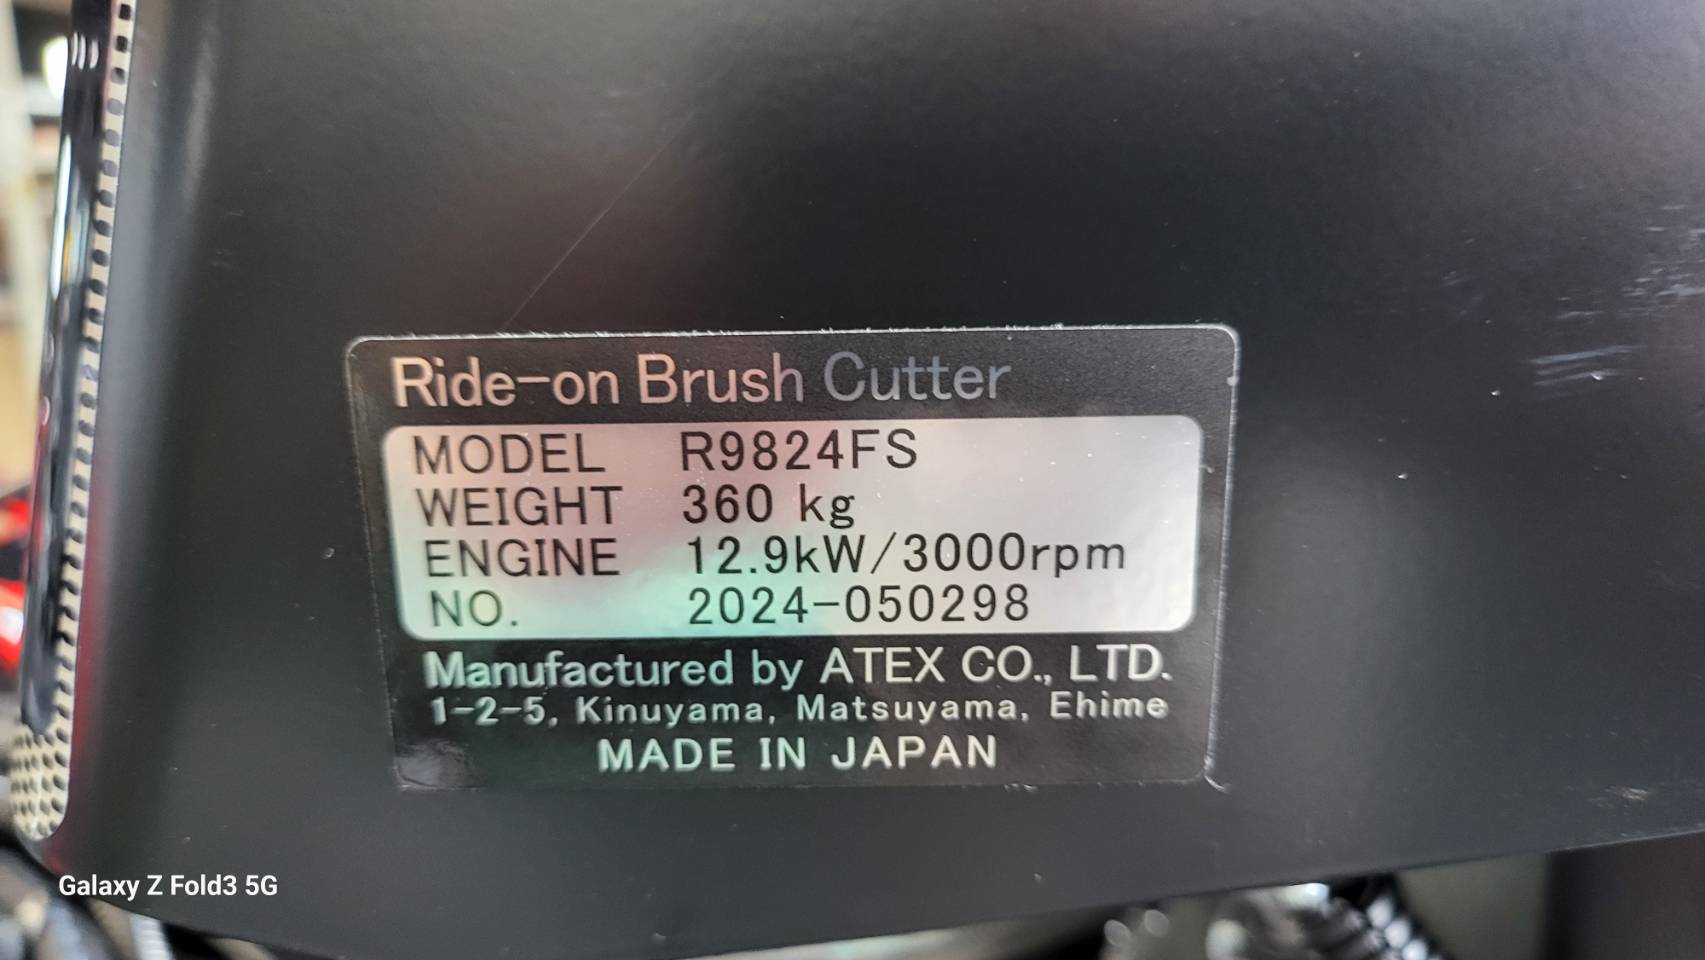 Ride-on Brush Cutter
MODEL R9824FS
WEIGHT 360 kg
ENGINE 12.9kW/3000rpm
NO. 2024-050298
Manufactured by ATEX CO., LTD.
1-2-5, Kinuyama, Matsuyama, Ehime
MADE IN JAPAN
Galaxy Z Fold3 5G